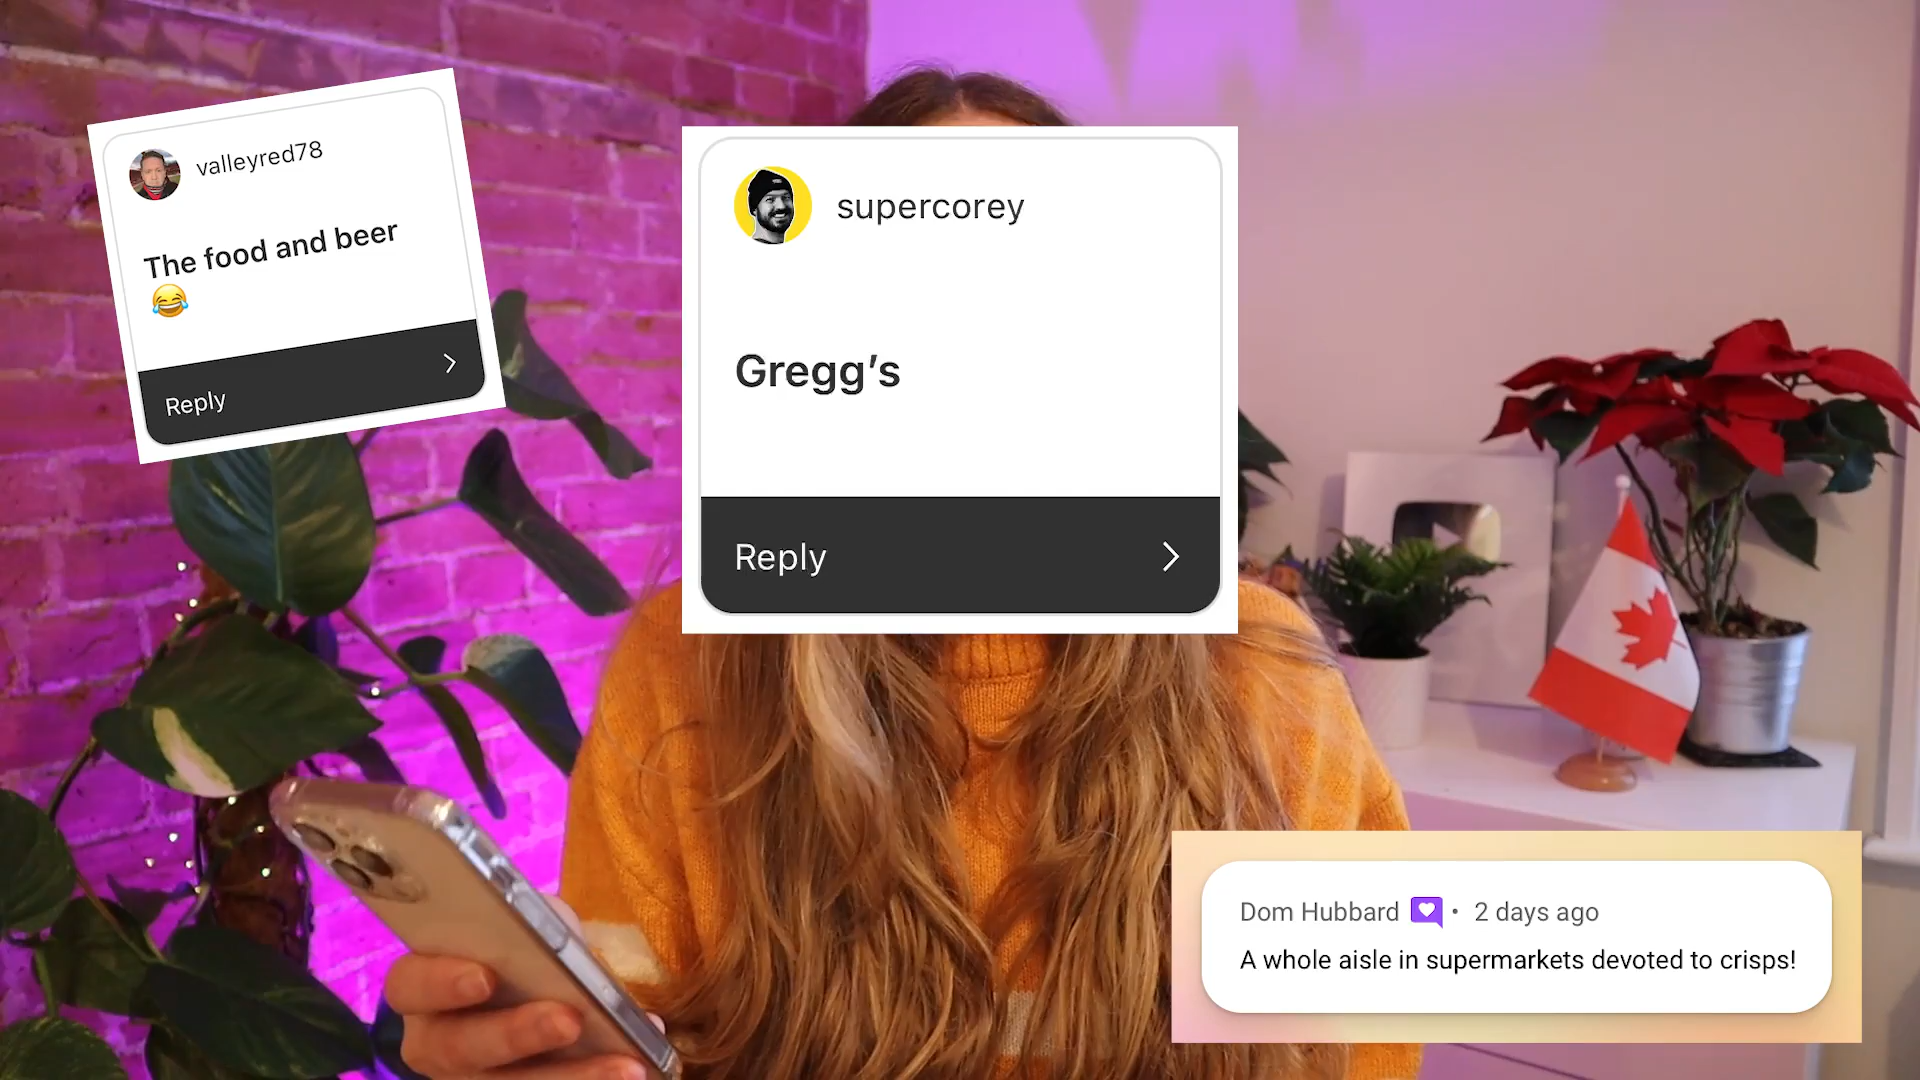 valleyred78
The food and beer
😂
Reply
supercorey
Gregg’s
Reply
Dom Hubbard • 2 days ago
A whole aisle in supermarkets devoted to crisps!